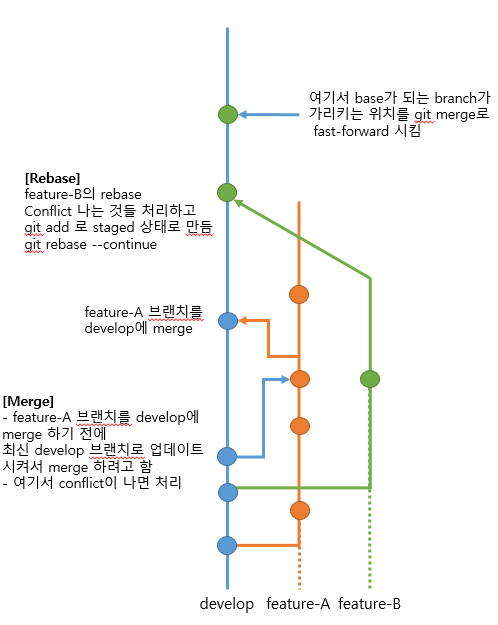 여기서 base가 되는 branch가
가리키는 위치를 git merge로
fast-forward 시킴
[Rebase]
feature-B의 rebase
Conflict 나는 것들 처리하고
git add 로 staged 상태로 만듬
git rebase --continue
feature-A 브랜치를
develop에 merge
[Merge]
- feature-A 브랜치를 develop에
merge 하기 전에
최신 develop 브랜치로 업데이트
시켜서 merge 하려고 함
- 여기서 conflict이 나면 처리
develop feature-A feature-B